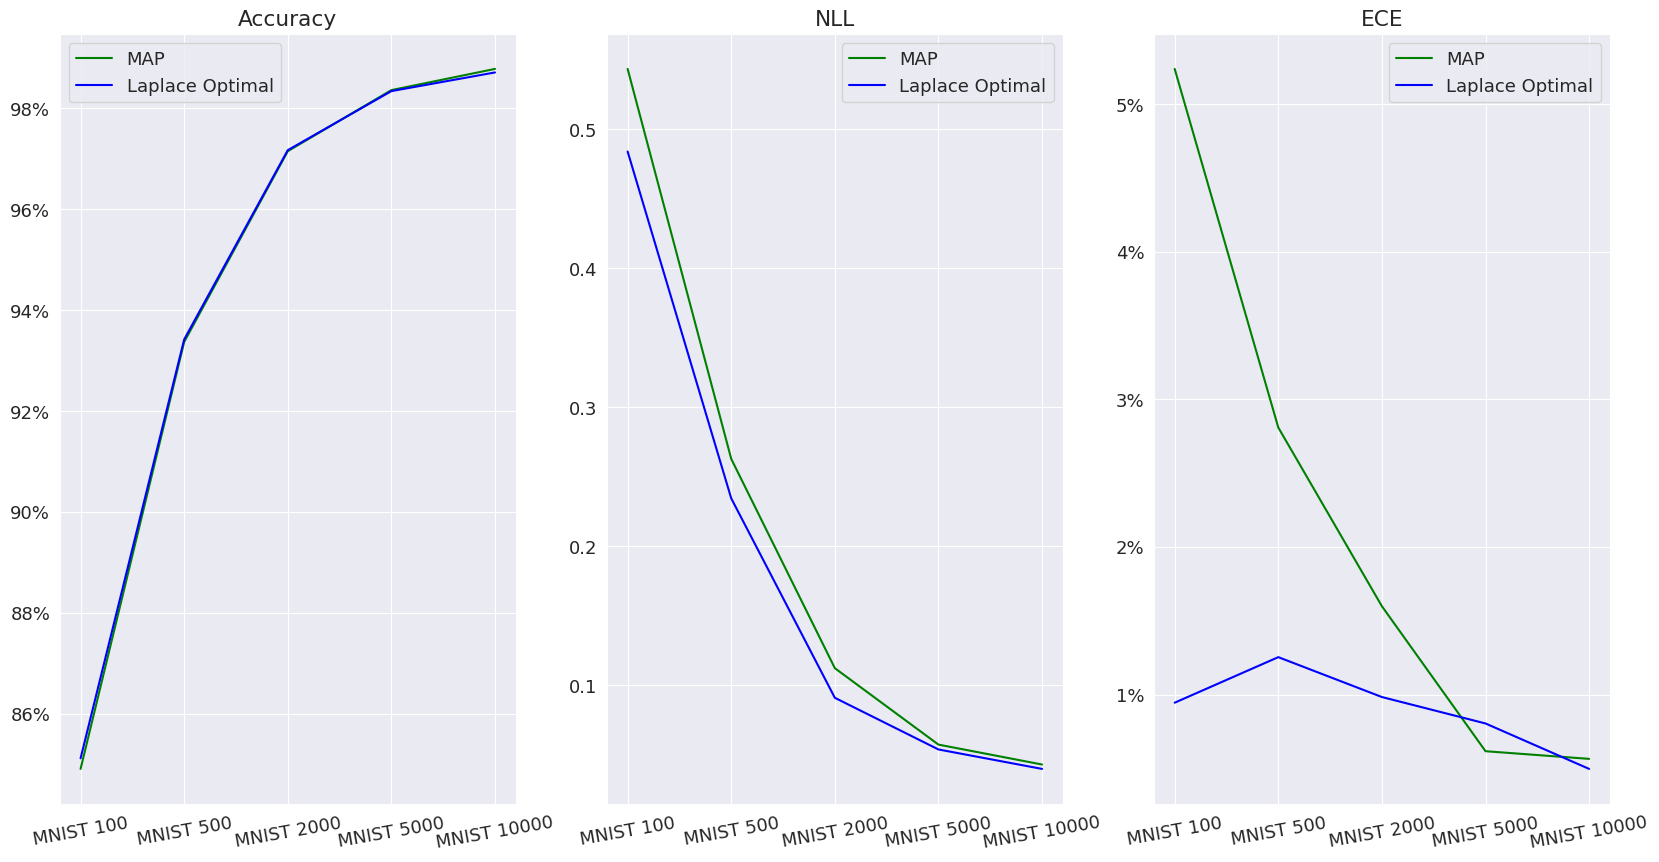 Accuracy
MAP
Laplace Optimal
98%
96%
94%
92%
90%
88%
86%
MNIST 100
MNIST 500
MNIST 2000
MNIST 5000
MNIST 10000
NLL
MAP
Laplace Optimal
0.5
0.4
0.3
0.2
0.1
MNIST 100
MNIST 500
MNIST 2000
MNIST 5000
MNIST 10000
ECE
MAP
Laplace Optimal
5%
4%
3%
2%
1%
MNIST 100
MNIST 500
MNIST 2000
MNIST 5000
MNIST 10000